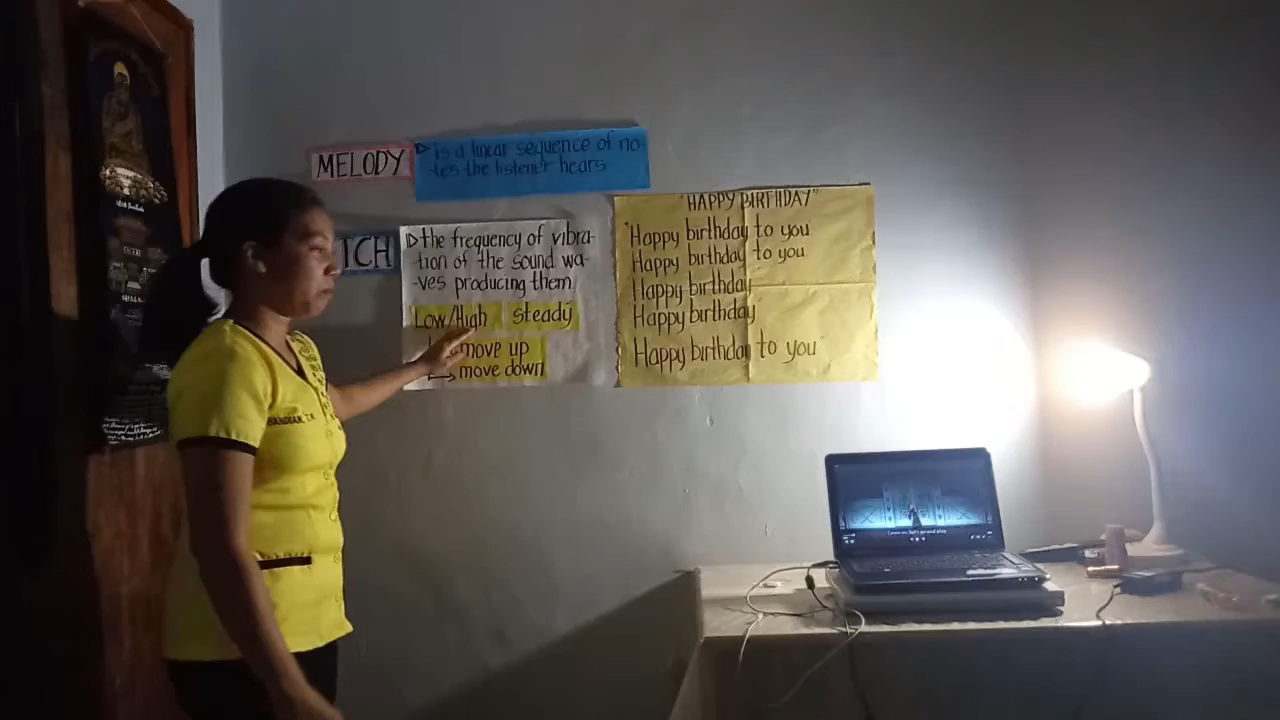 MELODY
▷ is a linear sequence of no-
-tes the listener hears
ITCH
▷ the frequency of vibra-
tion of the sound wa-
-ves producing them
Low/High steady
move up
move down
"HAPPY BIRTHDAY"
"Happy birthday to you
Happy birthday to you
Happy birthday
Happy birthday
Happy birthday to you"